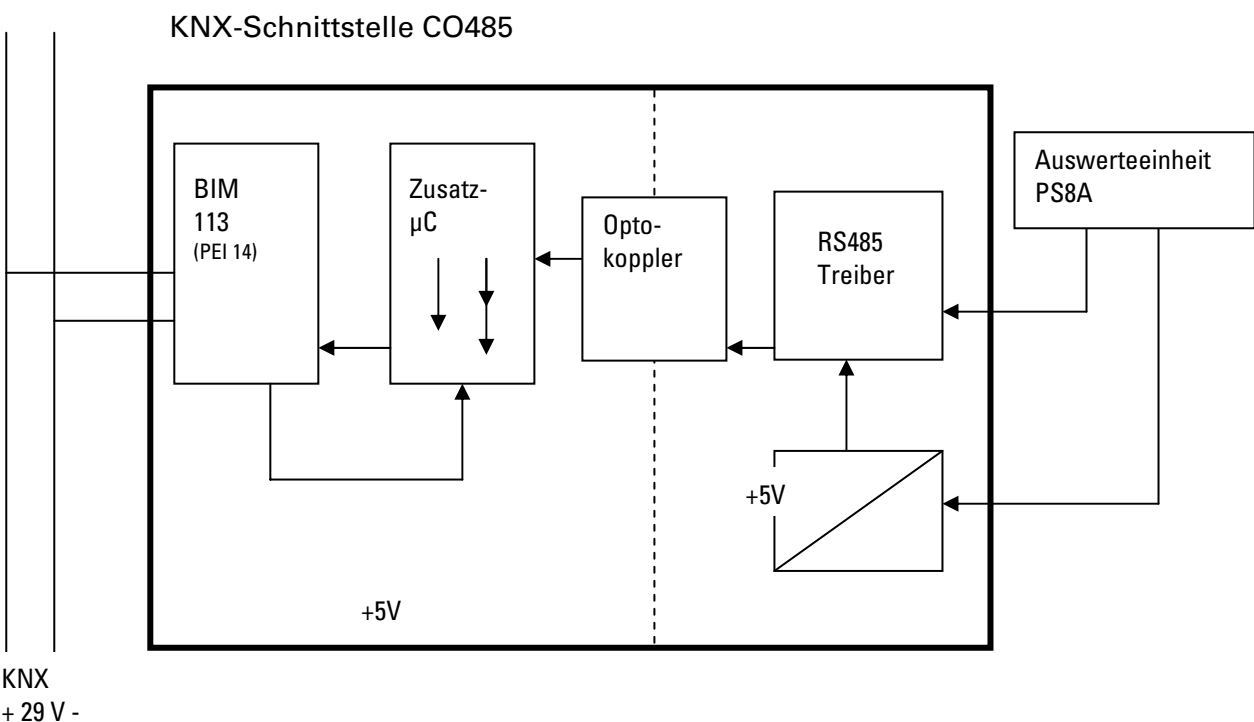 KNX-Schnittstelle CO485
BIM
113
(PEI 14)
Zusatz-
µC
Opto-
koppler
RS485
Treiber
Auswerteeinheit
PS8A
+5V
+5V
KNX
+ 29 V -